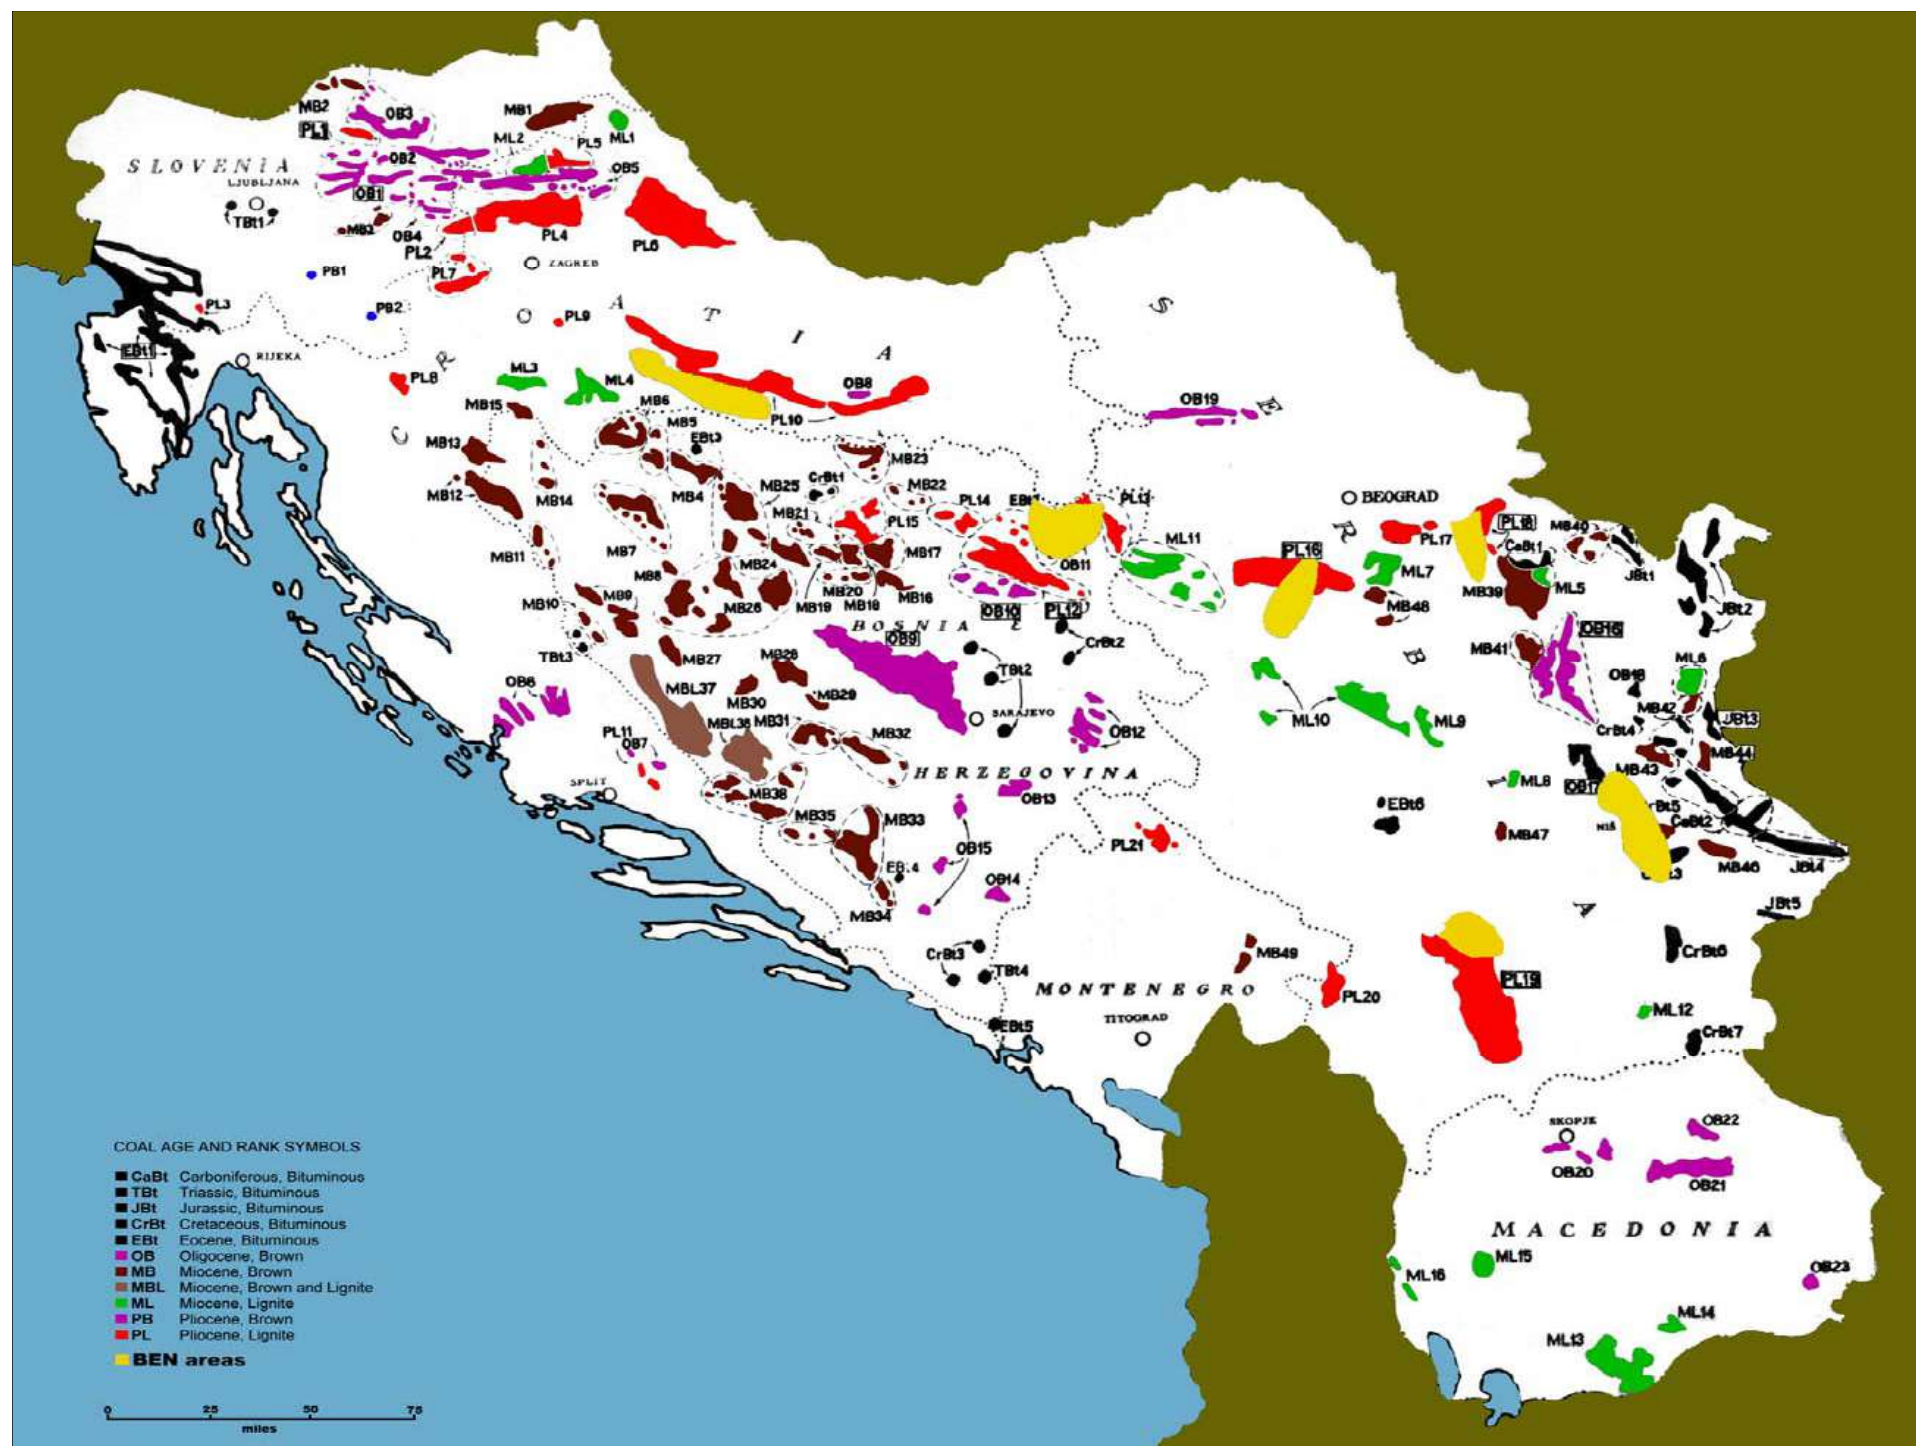 MB2
OB3
MB1
PL1
ML2
PL5
ML1
SLOVENIA
OB2
OB5
LJUBLJANA
OB1
TBt1
OB4
PL2
PL4
PL6
PB1
PL7
ZAGREB
PL3
PB2
PL9
CROATIA
EBt1
RIJEKA
PL8
ML3
ML4
OB8
MB15
MB6
MB5
PL10
OB19
SERBIA
MB13
EBt3
MB23
MB12
MB14
MB4
MB25
CrBt1
MB22
PL14
PL13
BEOGRAD
MB21
PL15
MB11
MB7
MB24
MB17
OB11
ML11
PL16
PL17
PL18
MB40
CaBt1
JBt1
ML7
MB39
ML5
MB8
MB10
MB9
MB26
MB19
MB20
MB18
MB16
OB10
PL12
MB48
JBt2
BOSNIA
OB9
CrBt2
OB16
TBt3
MB27
MB28
TBt2
MB41
ML6
OB6
MBL37
MB30
MB29
OB18
MB42
MB31
MB32
SARAJEVO
OB12
ML10
ML9
CrBt4
JBt3
PL11
OB7
MB44
HERZEGOVINA
MB43
SPLIT
MB38
OB13
ML8
OB17
EBt6
MB35
MB33
CaBt2
NIS
PL21
MB47
OB15
MB46
JBt4
OB14
MB34
JBt5
CrBt3
TBt4
MB49
CrBt6
MONTENEGRO
PL20
PL19
TITOGRAD
EBt5
ML12
CrBt7
SKOPJE
OB22
OB20
OB21
MACEDONIA
ML15
ML16
OB23
ML14
ML13
COAL AGE AND RANK SYMBOLS
CaBt Carboniferous, Bituminous
TBt Triassic, Bituminous
JBt Jurassic, Bituminous
CrBt Cretaceous, Bituminous
EBt Eocene, Bituminous
OB Oligocene, Brown
MB Miocene, Brown
MBL Miocene, Brown and Lignite
ML Miocene, Lignite
PB Pliocene, Brown
PL Pliocene, Lignite
BEN areas
0 25 50 75
miles